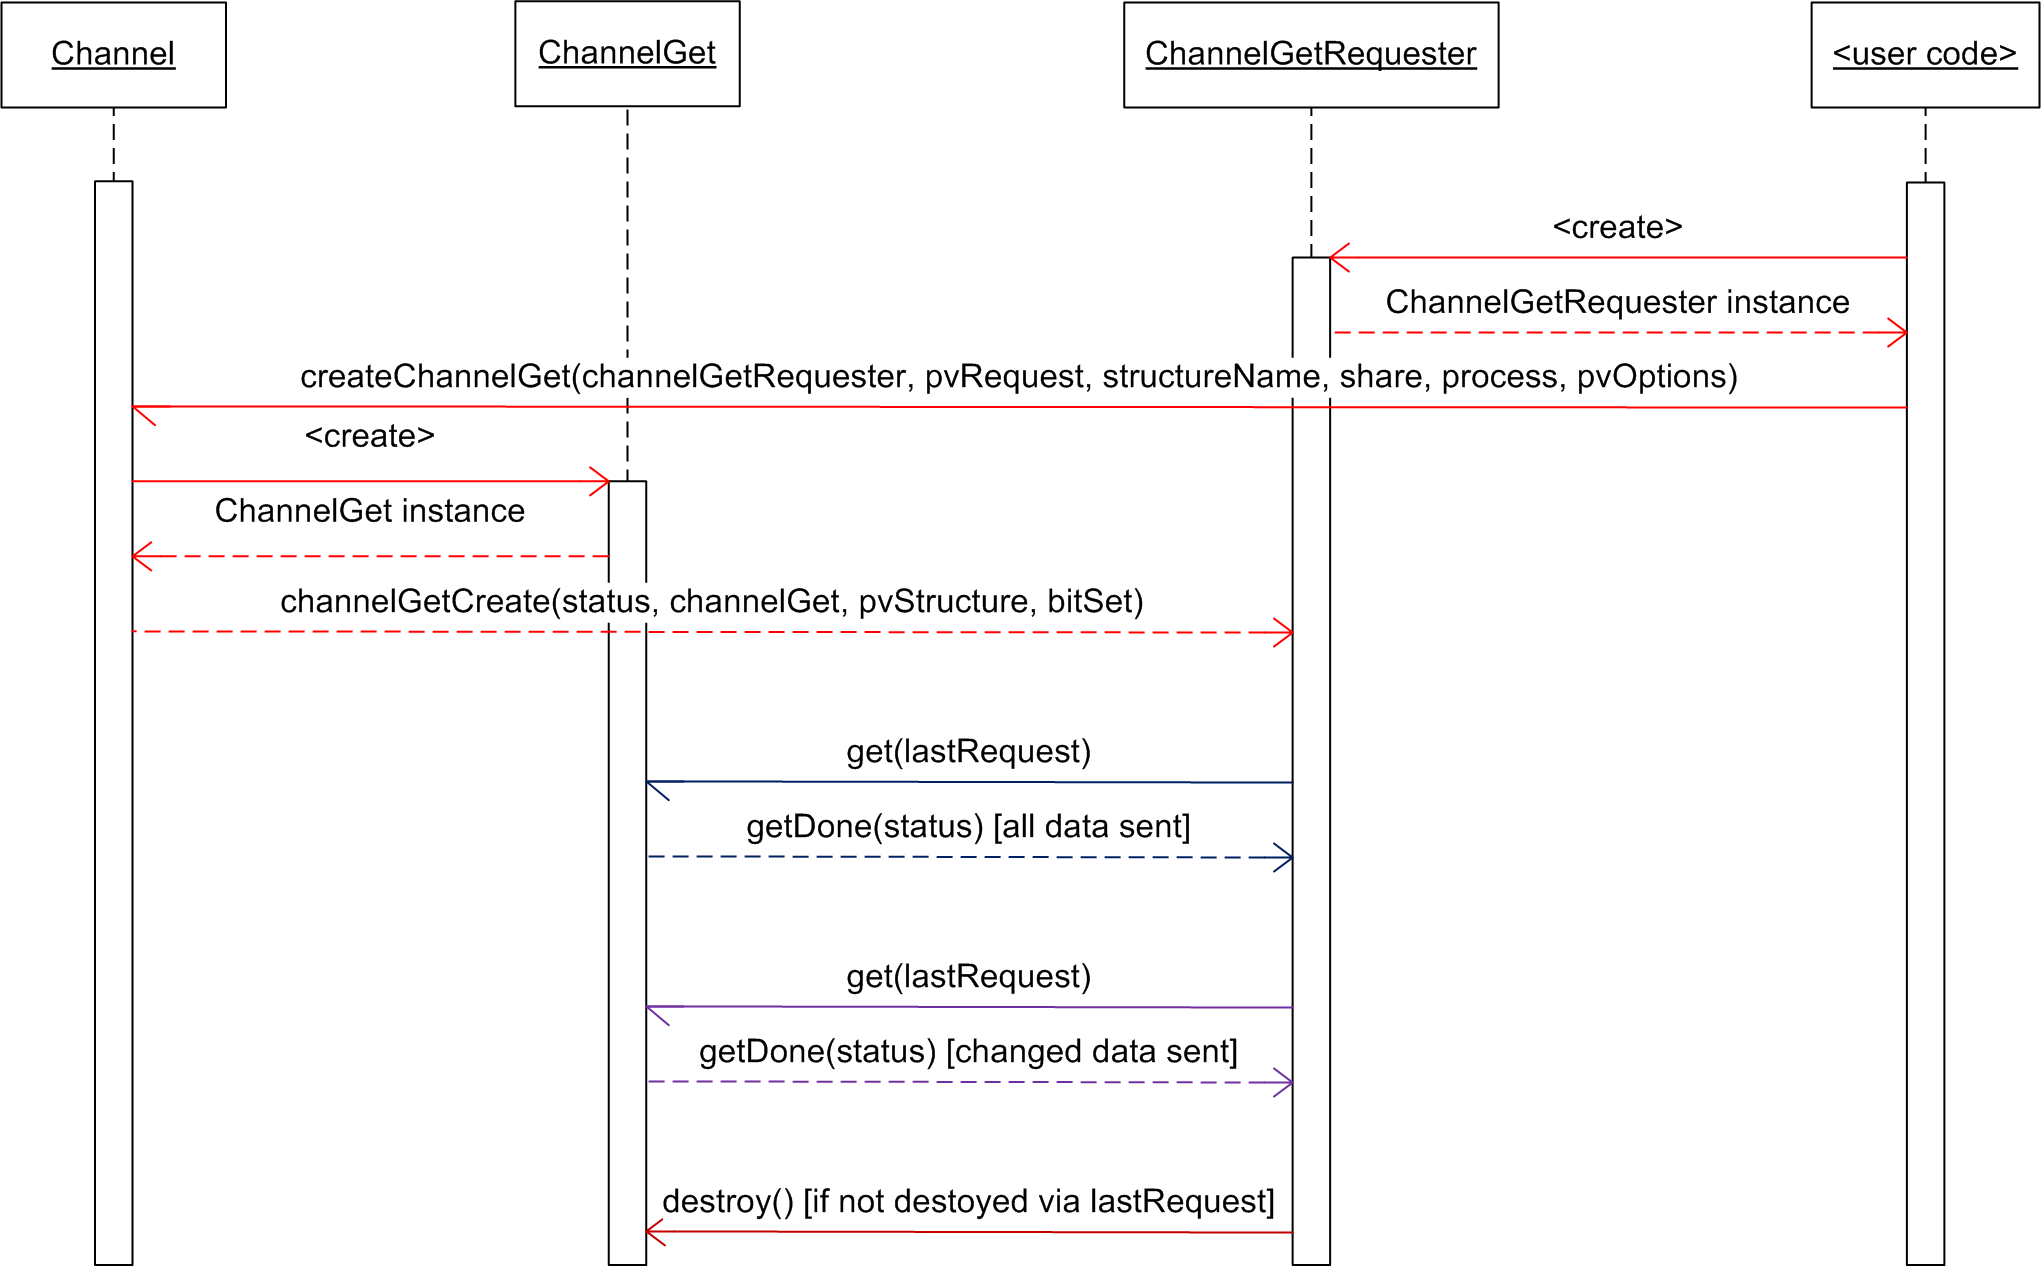 Channel
ChannelGet
ChannelGetRequester
<user code>
<create>
ChannelGetRequester instance
createChannelGet(channelGetRequester, pvRequest, structureName, share, process, pvOptions)
<create>
ChannelGet instance
channelGetCreate(status, channelGet, pvStructure, bitSet)
get(lastRequest)
getDone(status) [all data sent]
get(lastRequest)
getDone(status) [changed data sent]
destroy() [if not destoyed via lastRequest]